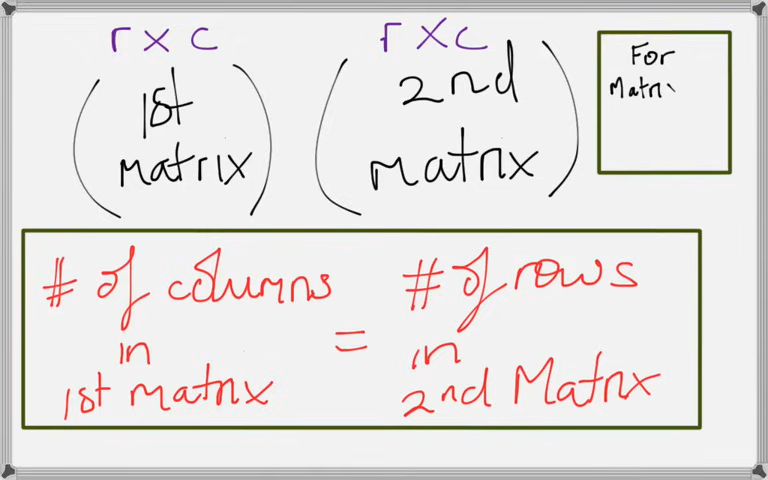 r x c
r x c
1st
matrix
2nd
matrix
For
Matri
# of columns
in
1st matrix
=
# of rows
in
2nd Matrix